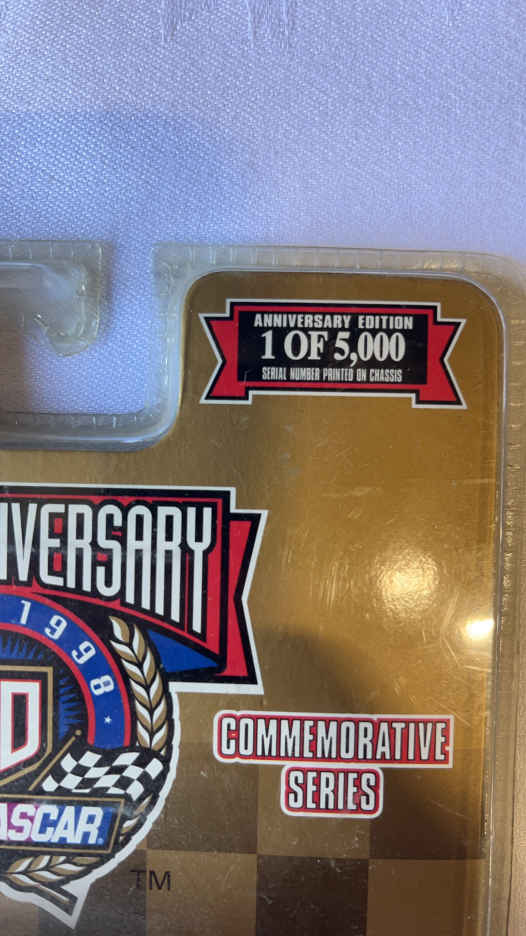 ANNIVERSARY EDITION
1 OF 5,000
SERIAL NUMBER PRINTED ON CHASSIS
IVERSARY
1998
COMMEMORATIVE
SERIES
ASCAR
TM